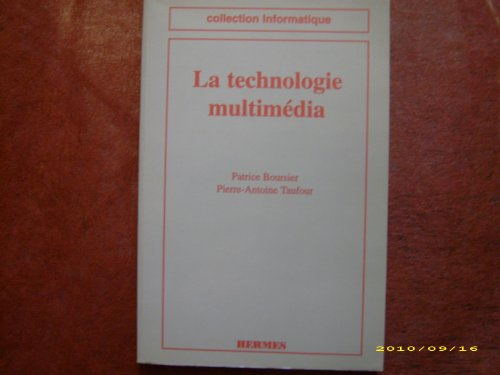 collection Informatique
La technologie
multimédia
Patrice Boursier
Pierre-Antoine Taufour
HERMES
2010/09/16